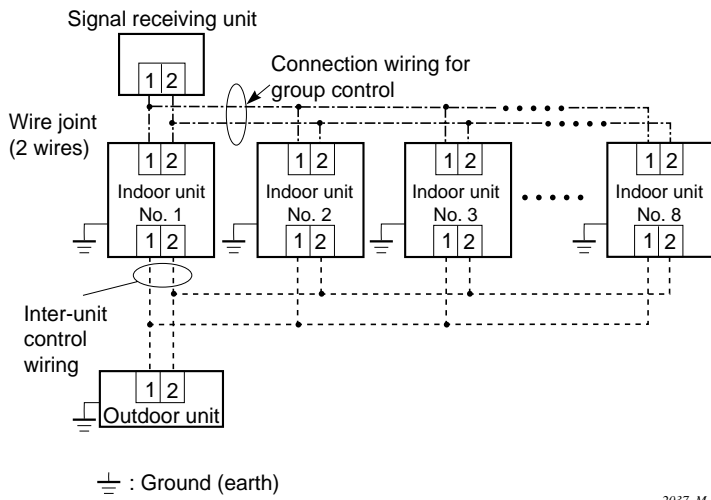 Signal receiving unit
1 2
Connection wiring for
group control
Wire joint
(2 wires)
1 2
Indoor unit
No. 1
1 2
1 2
Indoor unit
No. 2
1 2
1 2
Indoor unit
No. 3
1 2
1 2
Indoor unit
No. 8
1 2
Inter-unit
control
wiring
1 2
Outdoor unit
: Ground (earth)
2037_M